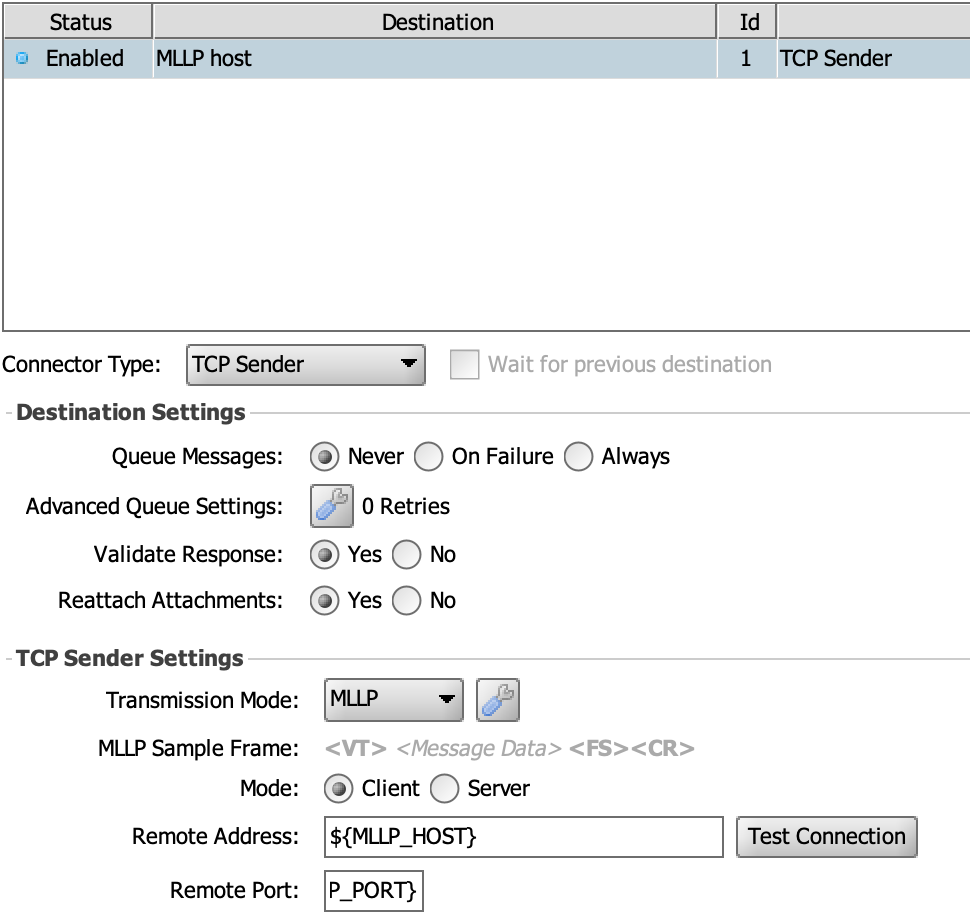 Status Destination Id
Enabled MLLP host 1 TCP Sender
Connector Type: TCP Sender Wait for previous destination
Destination Settings
Queue Messages: Never On Failure Always
Advanced Queue Settings: 0 Retries
Validate Response: Yes No
Reattach Attachments: Yes No
TCP Sender Settings
Transmission Mode: MLLP
MLLP Sample Frame: <VT> <Message Data> <FS><CR>
Mode: Client Server
Remote Address: ${MLLP_HOST} Test Connection
Remote Port: P_PORT}